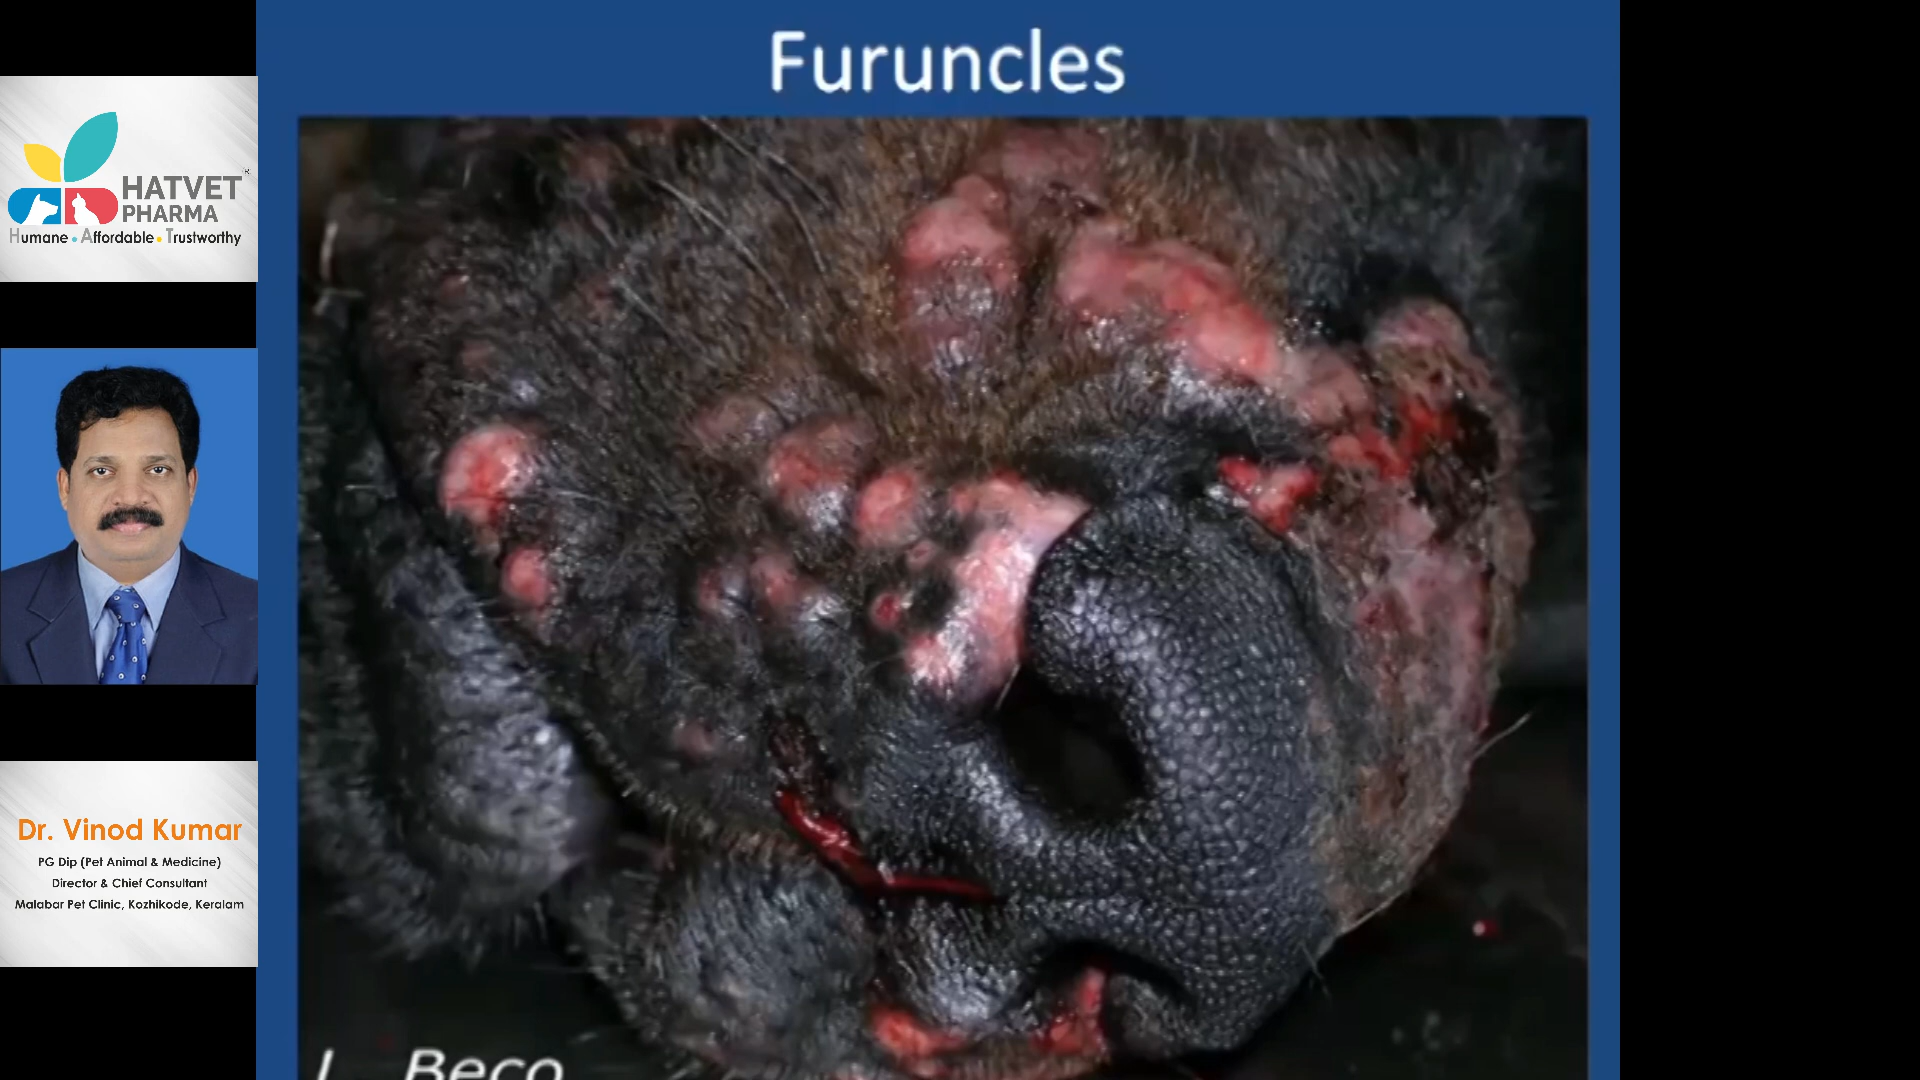 Furuncles
HATVET®
PHARMA
Humane • Affordable • Trustworthy
Dr. Vinod Kumar
PG Dip (Pet Animal & Medicine)
Director & Chief Consultant
Malabar Pet Clinic, Kozhikode, Keralam
L. Beco